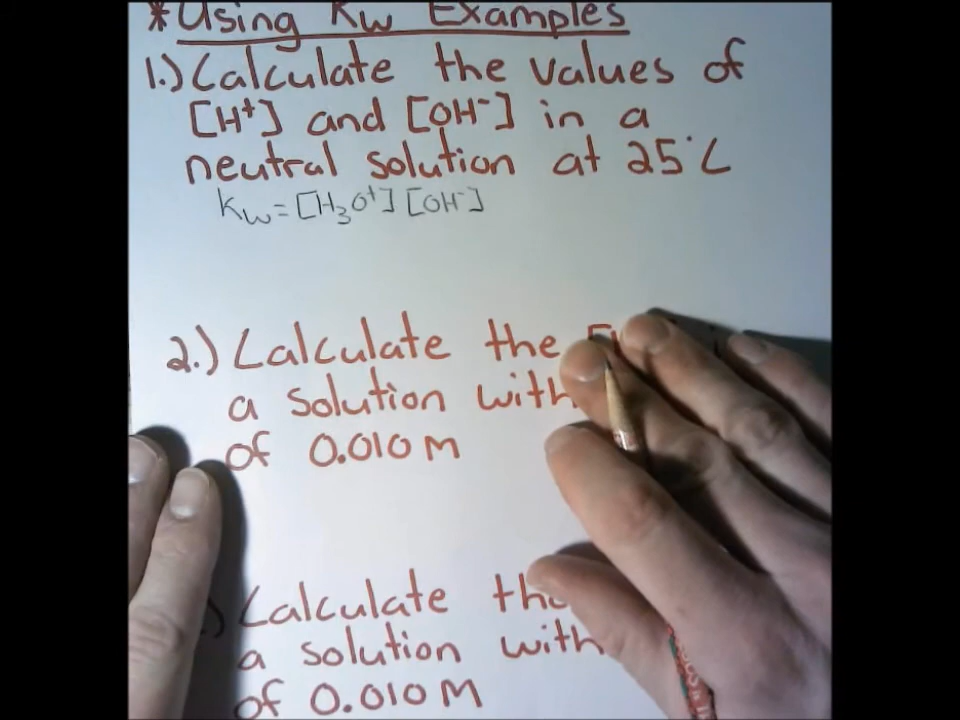 *Using Kw Examples
1.) Calculate the values of
[H⁺] and [OH⁻] in a
neutral solution at 25°C
Kw = [H₃O⁺] [OH⁻]
2.) Calculate the
a solution with
of 0.010 M
Calculate the
a solution with
of 0.010 M